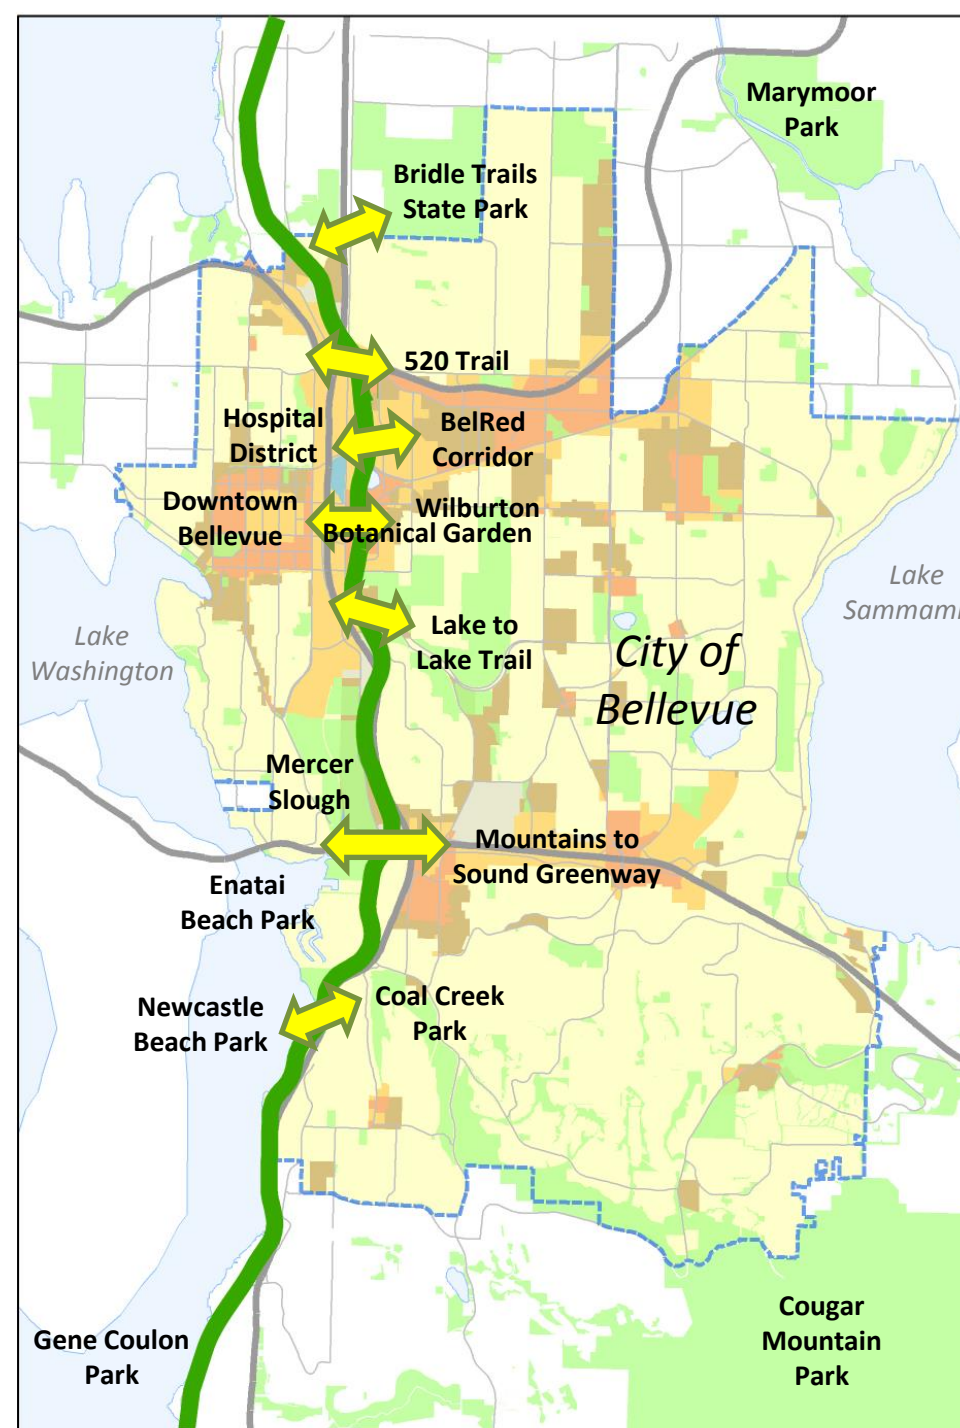 Marymoor
Park
Bridle Trails
State Park
520 Trail
Hospital
District
BelRed
Corridor
Downtown
Bellevue
Wilburton
Botanical Garden
Lake to
Lake Trail
City of
Bellevue
Lake
Sammami
Lake
Washington
Mercer
Slough
Mountains to
Sound Greenway
Enatai
Beach Park
Newcastle
Beach Park
Coal Creek
Park
Gene Coulon
Park
Cougar
Mountain
Park